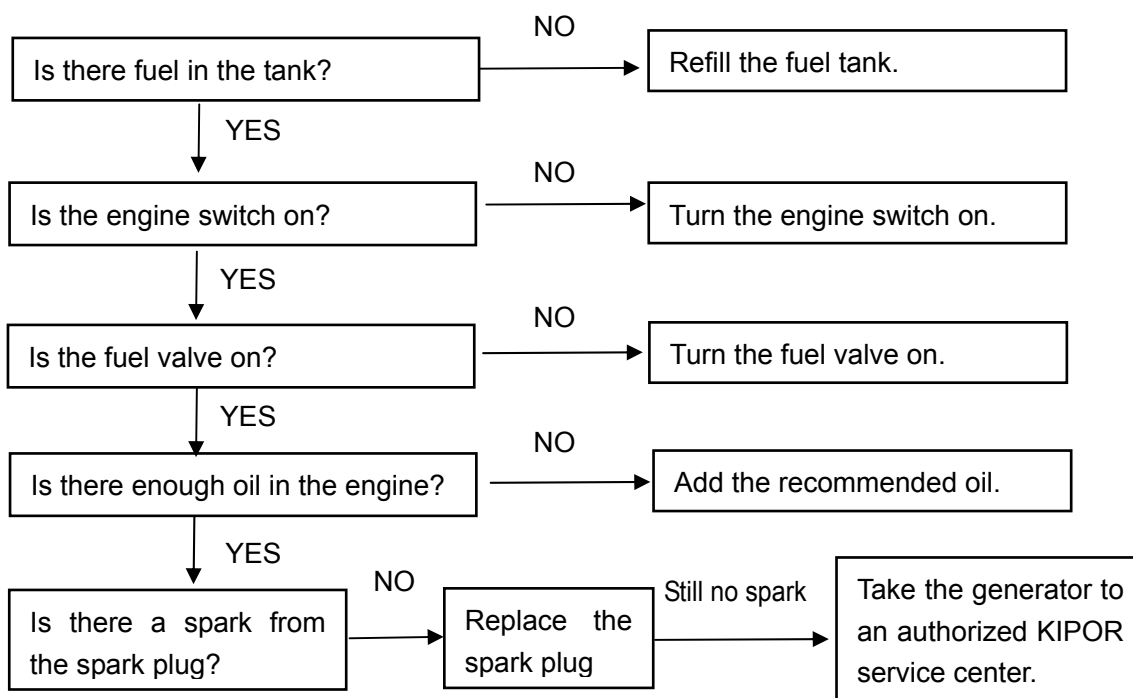 NO
Is there fuel in the tank?
Refill the fuel tank.
YES
NO
Is the engine switch on?
Turn the engine switch on.
YES
NO
Is the fuel valve on?
Turn the fuel valve on.
YES
NO
Is there enough oil in the engine?
Add the recommended oil.
YES
NO
Still no spark
Is there a spark from
the spark plug?
Replace the
spark plug
Take the generator to
an authorized KIPOR
service center.